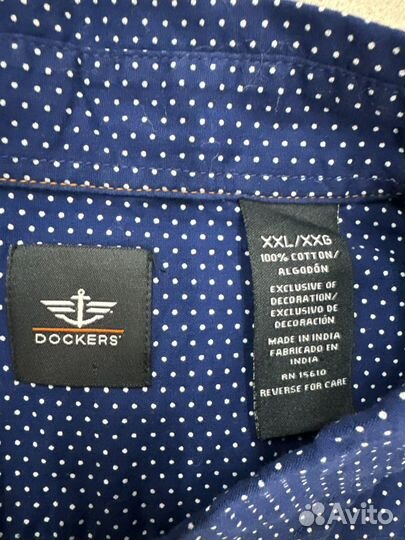 DOCKERS®
XXL/XXG
100% COTTON/
ALGODÓN
EXCLUSIVE OF
DECORATION/
EXCLUSIVO DE
DECORACIÓN
MADE IN INDIA
FABRICADO EN
INDIA
RN 15610
REVERSE FOR CARE
Avito